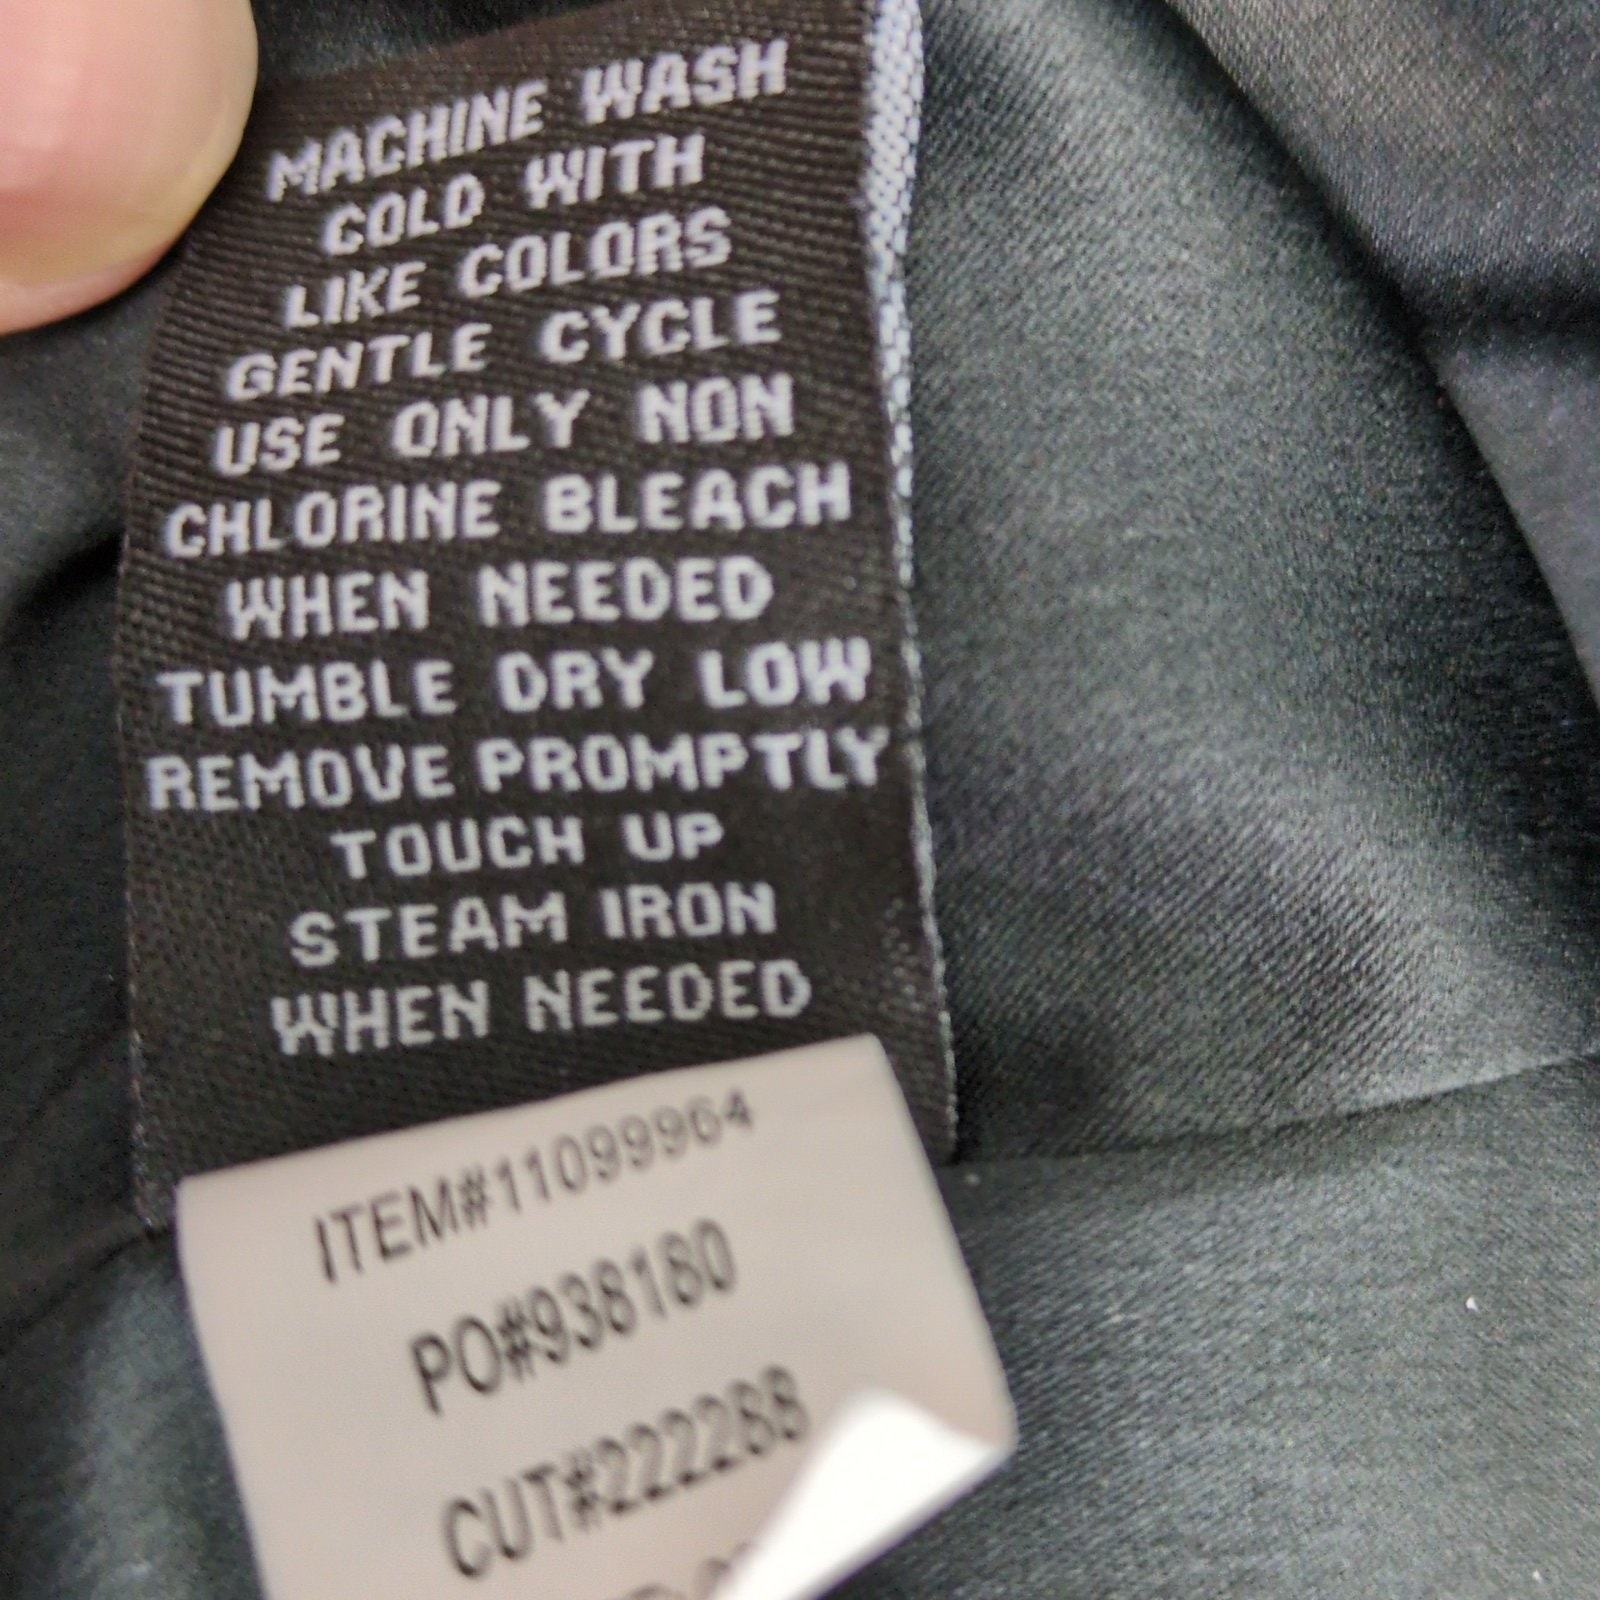 MACHINE WASH
COLD WITH
LIKE COLORS
GENTLE CYCLE
USE ONLY NON
CHLORINE BLEACH
WHEN NEEDED
TUMBLE DRY LOW
REMOVE PROMPTLY
TOUCH UP
STEAM IRON
WHEN NEEDED
ITEM#11099964
PO#938180
CUT#222288